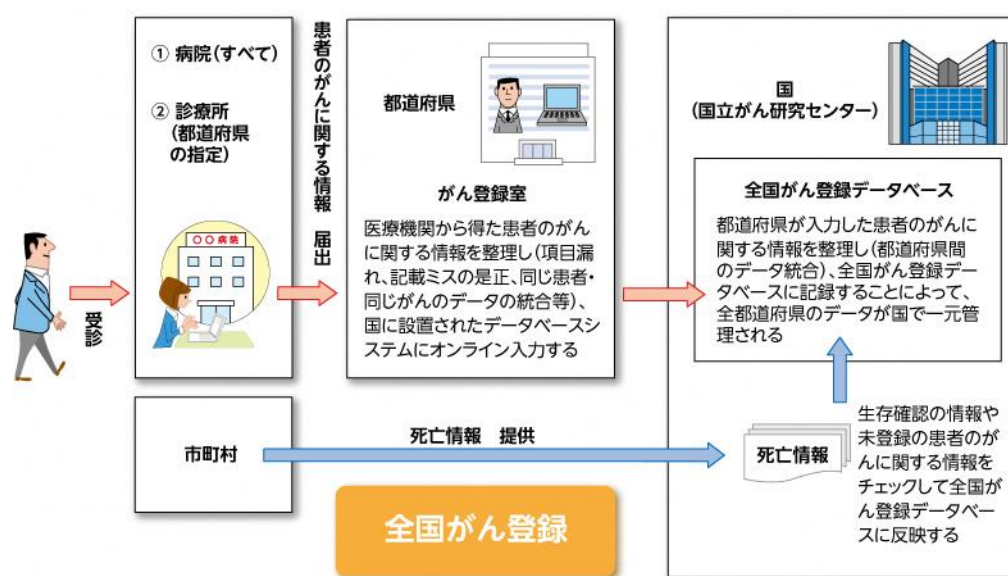 ① 病院(すべて)
② 診療所
(都道府県
の指定)
〇〇病院
受診
患者のがんに関する情報 届出
都道府県
がん登録室
医療機関から得た患者のがん
に関する情報を整理し(項目漏
れ、記載ミスの是正、同じ患者・
同じがんのデータの統合等)、
国に設置されたデータベースシ
ステムにオンライン入力する
国
(国立がん研究センター)
全国がん登録データベース
都道府県が入力した患者のがんに
関する情報を整理し(都道府県間
のデータ統合)、全国がん登録デー
タベースに記録することによって、
全都道府県のデータが国で一元管
理される
市町村
死亡情報 提供
死亡情報
生存確認の情報や
未登録の患者のが
んに関する情報を
チェックして全国が
ん登録データベー
スに反映する
全国がん登録